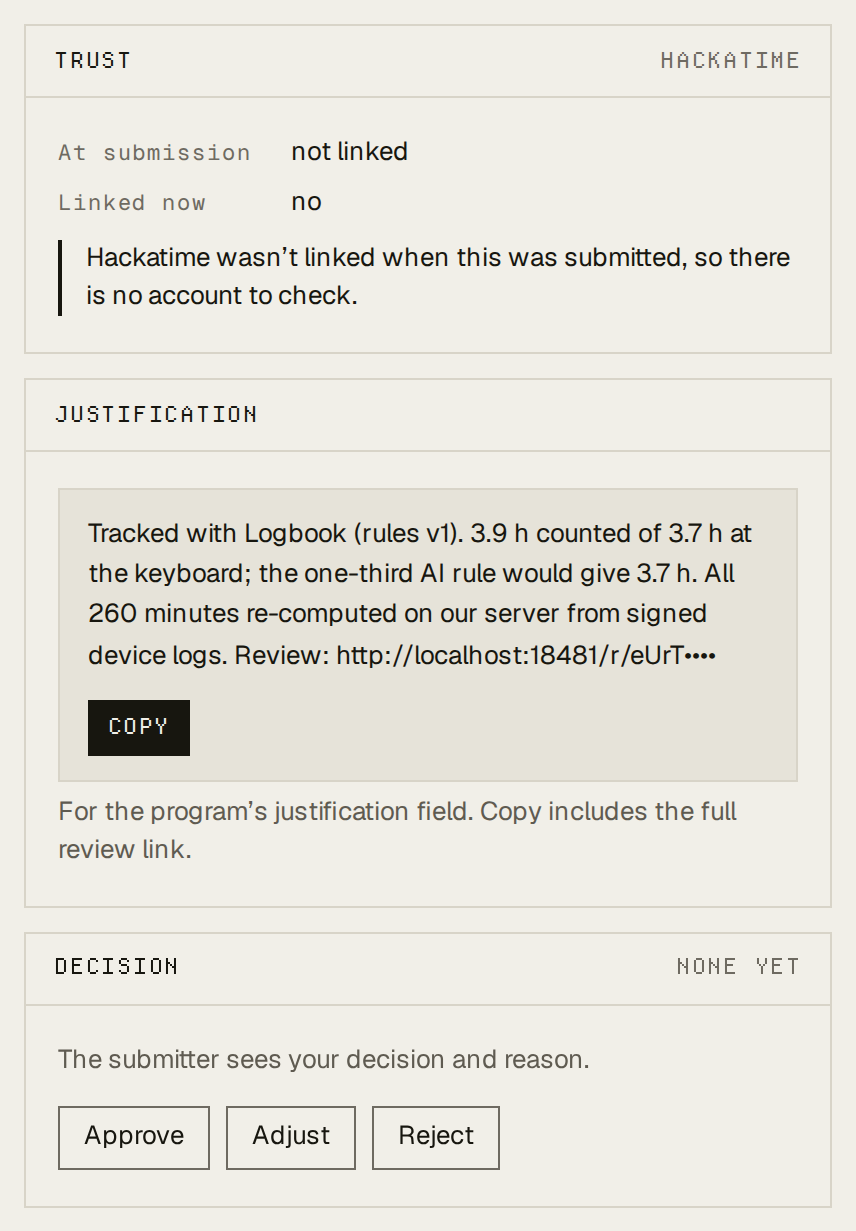 TRUST HACKATIME
At submission not linked
Linked now no
Hackatime wasn’t linked when this was submitted, so there
is no account to check.
JUSTIFICATION
Tracked with Logbook (rules v1). 3.9 h counted of 3.7 h at
the keyboard; the one-third AI rule would give 3.7 h. All
260 minutes re-computed on our server from signed
device logs. Review: http://localhost:18481/r/eUrT••••
COPY
For the program’s justification field. Copy includes the full
review link.
DECISION NONE YET
The submitter sees your decision and reason.
Approve Adjust Reject